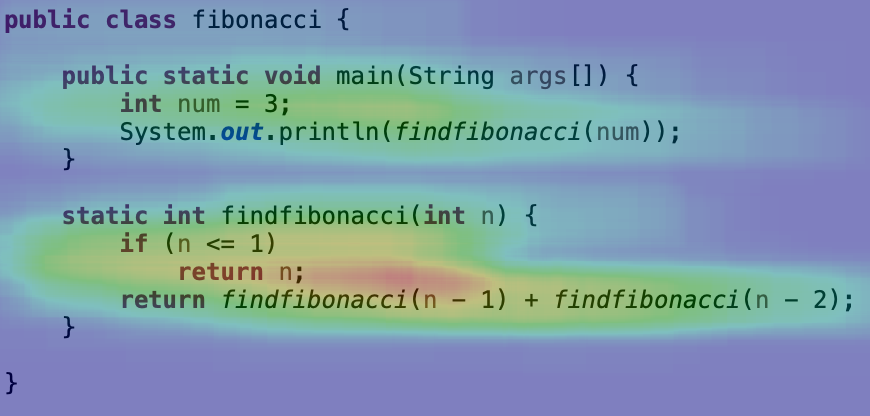 public class fibonacci {
public static void main(String args[]) {
int num = 3;
System.out.println(findfibonacci(num));
}
static int findfibonacci(int n) {
if (n <= 1)
return n;
return findfibonacci(n − 1) + findfibonacci(n − 2);
}
}